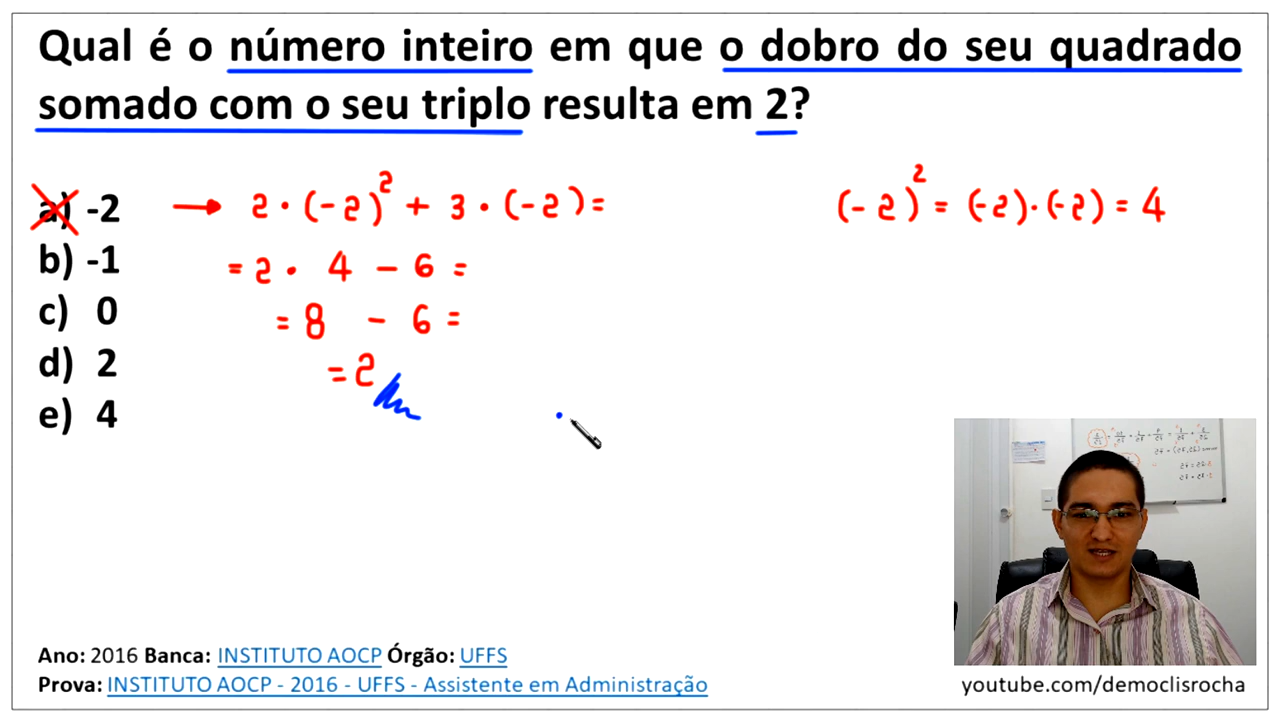 Qual é o número inteiro em que o dobro do seu quadrado
somado com o seu triplo resulta em 2?
a) -2 → 2 · (-2)² + 3 · (-2) = (-2)² = (-2)·(-2) = 4
b) -1 = 2 · 4 - 6 =
c) 0 = 8 - 6 =
d) 2 = 2
e) 4
Ano: 2016 Banca: INSTITUTO AOCP Órgão: UFFS
Prova: INSTITUTO AOCP - 2016 - UFFS - Assistente em Administração
youtube.com/democlisrocha